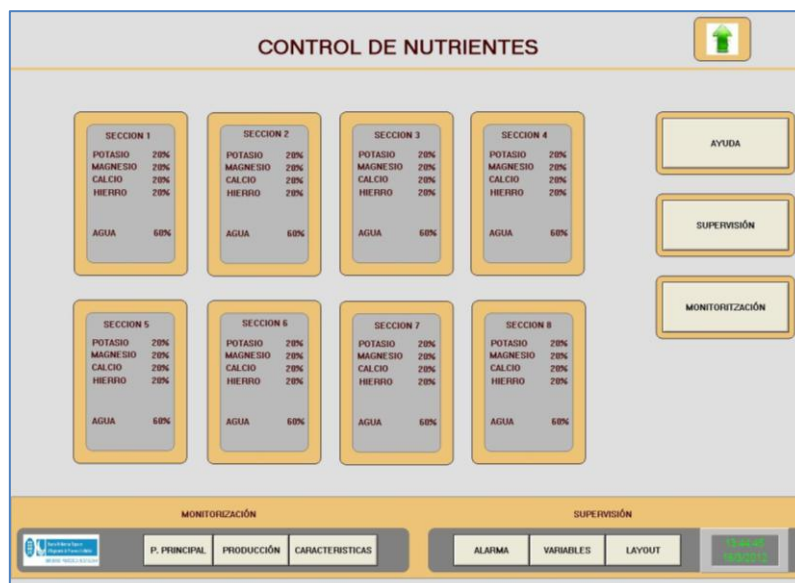 CONTROL DE NUTRIENTES
SECCION 1
POTASIO 20%
MAGNESIO 20%
CALCIO 20%
HIERRO 20%
AGUA 60%
SECCION 2
POTASIO 20%
MAGNESIO 20%
CALCIO 20%
HIERRO 20%
AGUA 60%
SECCION 3
POTASIO 20%
MAGNESIO 20%
CALCIO 20%
HIERRO 20%
AGUA 60%
SECCION 4
POTASIO 20%
MAGNESIO 20%
CALCIO 20%
HIERRO 20%
AGUA 60%
AYUDA
SUPERVISIÓN
MONITORITZACIÓN
SECCION 5
POTASIO 20%
MAGNESIO 20%
CALCIO 20%
HIERRO 20%
AGUA 60%
SECCION 6
POTASIO 20%
MAGNESIO 20%
CALCIO 20%
HIERRO 20%
AGUA 60%
SECCION 7
POTASIO 20%
MAGNESIO 20%
CALCIO 20%
HIERRO 20%
AGUA 60%
SECCION 8
POTASIO 20%
MAGNESIO 20%
CALCIO 20%
HIERRO 20%
AGUA 60%
MONITORIZACIÓN
SUPERVISIÓN
P. PRINCIPAL
PRODUCCIÓN
CARACTERISTICAS
ALARMA
VARIABLES
LAYOUT